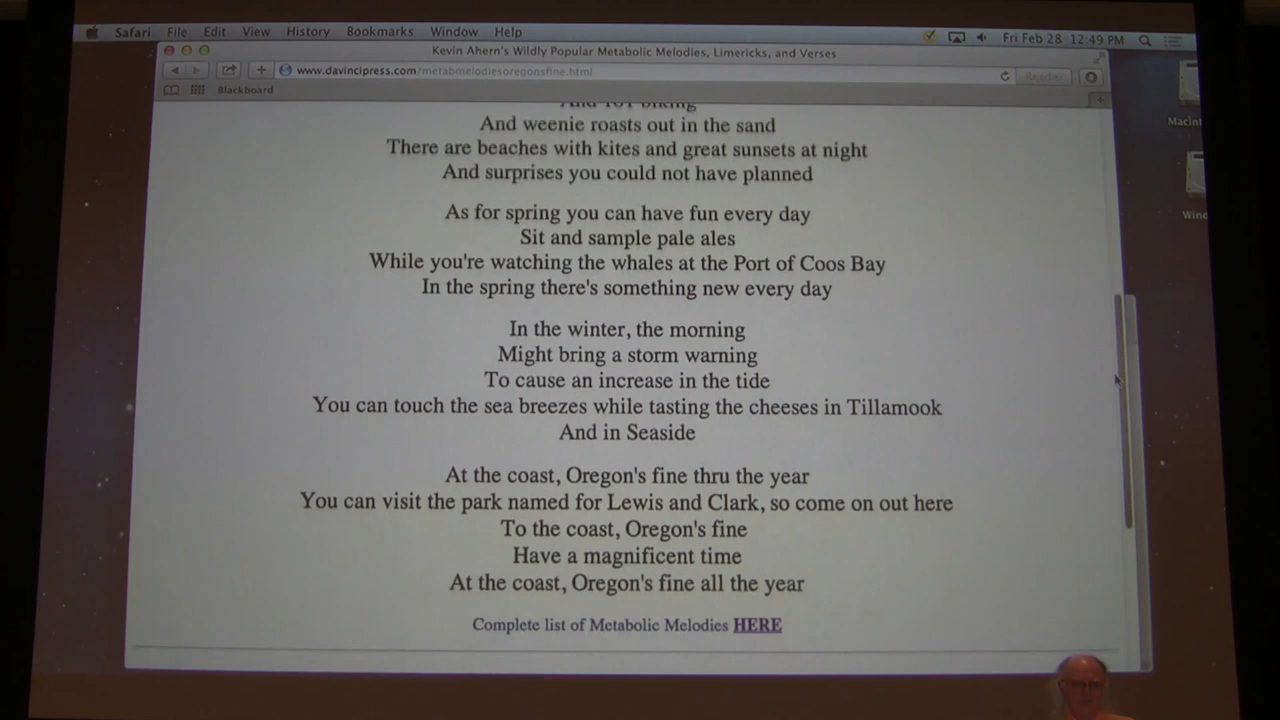 Safari File Edit View History Bookmarks Window Help Fri Feb 28 12:49 PM
Kevin Ahern's Wildly Popular Metabolic Melodies, Limericks, and Verses
www.davincipress.com/metabmelodiesoregonsfine.html Reader
Blackboard
And weenie roasts out in the sand
There are beaches with kites and great sunsets at night
And surprises you could not have planned
As for spring you can have fun every day
Sit and sample pale ales
While you're watching the whales at the Port of Coos Bay
In the spring there's something new every day
In the winter, the morning
Might bring a storm warning
To cause an increase in the tide
You can touch the sea breezes while tasting the cheeses in Tillamook
And in Seaside
At the coast, Oregon's fine thru the year
You can visit the park named for Lewis and Clark, so come on out here
To the coast, Oregon's fine
Have a magnificent time
At the coast, Oregon's fine all the year
Complete list of Metabolic Melodies HERE
Macint
Wind